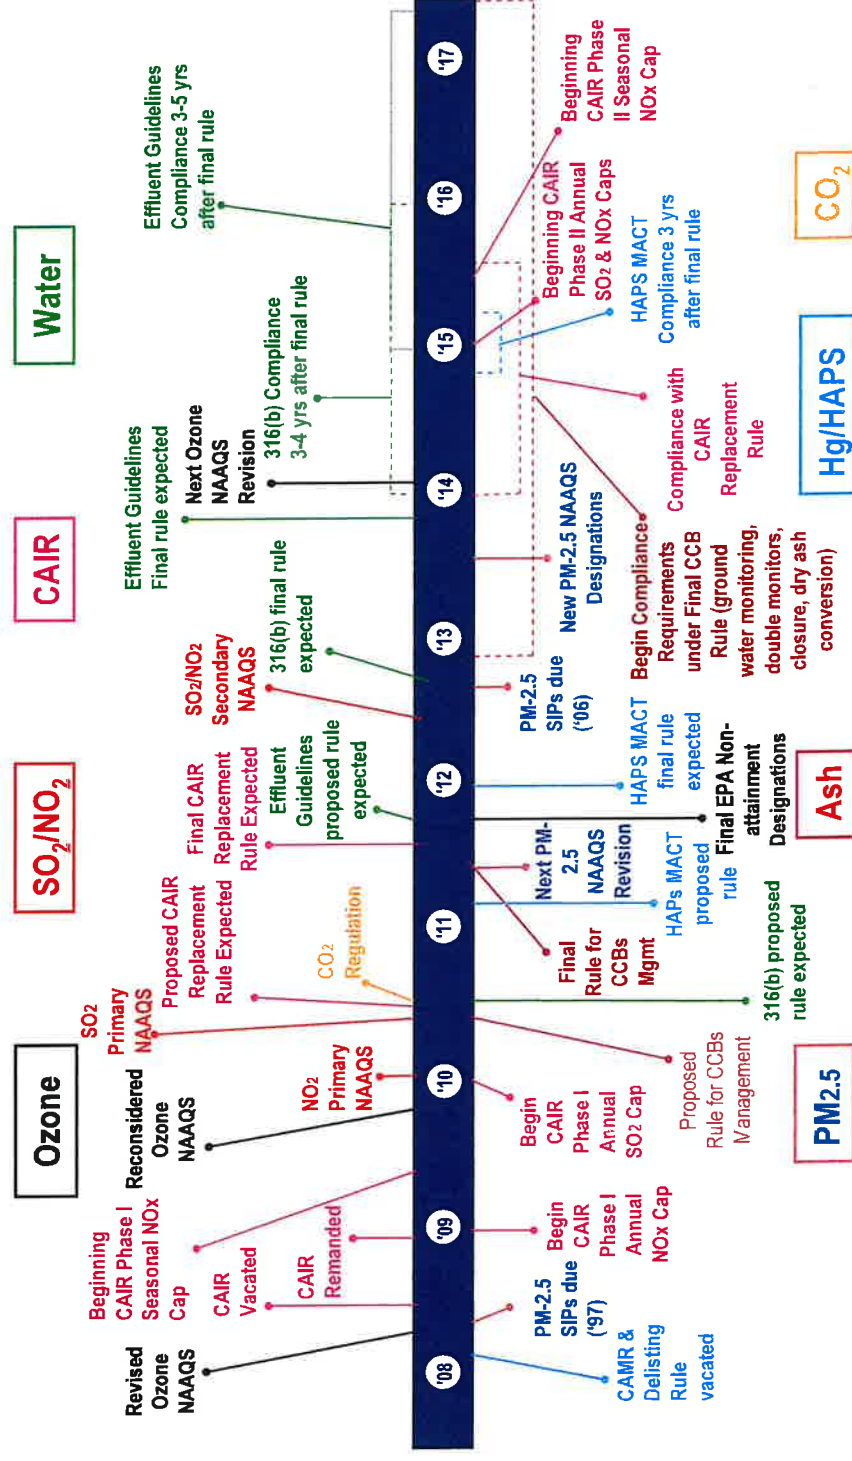 Ozone
SO2/NO2
CAIR
Water
Revised
Ozone
NAAQS
Beginning
CAIR Phase I
Seasonal NOx
Cap
CAIR
Vacated
CAIR
Remanded
Reconsidered
Ozone
NAAQS
NO2
Primary
NAAQS
SO2
Primary
NAAQS
Proposed CAIR
Replacement
Rule Expected
CO2
Regulation
Final CAIR
Replacement
Rule Expected
Effluent
Guidelines
proposed rule
expected
SO2/NO2
Secondary
NAAQS
316(b) final rule
expected
Effluent Guidelines
Final rule expected
Next Ozone
NAAQS
Revision
316(b) Compliance
3-4 yrs after final rule
Effluent Guidelines
Compliance 3-5 yrs
after final rule
'08
'09
'10
'11
'12
'13
'14
'15
'16
'17
CAMR &
Delisting
Rule
vacated
PM-2.5
SIPs due
('97)
Begin
CAIR
Phase I
Annual
NOx Cap
Begin
CAIR
Phase I
Annual
SO2 Cap
Proposed
Rule for CCBs
Management
316(b) proposed
rule expected
Final
Rule for
CCBs
Mgmt
HAPs MACT
proposed
rule
Next PM-
2.5
NAAQS
Revision
Final EPA Non-
attainment
Designations
HAPS MACT
final rule
expected
PM-2.5
SIPs due
('06)
New PM-2.5 NAAQS
Designations
Begin Compliance
Requirements
under Final CCB
Rule (ground
water monitoring,
double monitors,
closure, dry ash
conversion)
Compliance with
CAIR
Replacement
Rule
HAPS MACT
Compliance 3 yrs
after final rule
Beginning CAIR
Phase II Annual
SO2 & NOx Caps
Beginning
CAIR Phase
II Seasonal
NOx Cap
PM2.5
Ash
Hg/HAPS
CO2